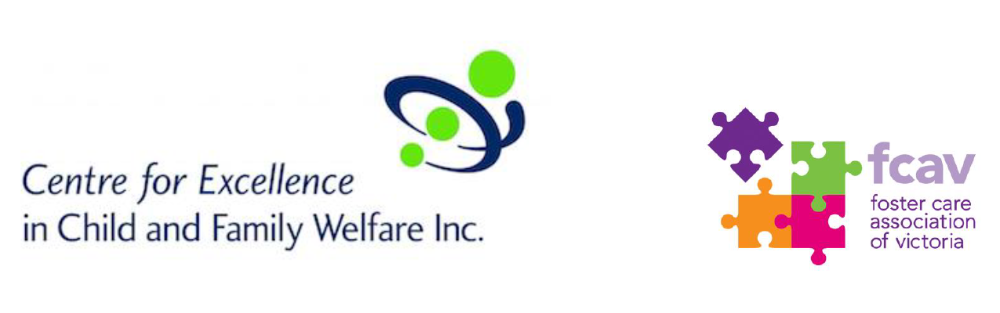 Centre for Excellence
in Child and Family Welfare Inc.
fcav
foster care
association
of victoria